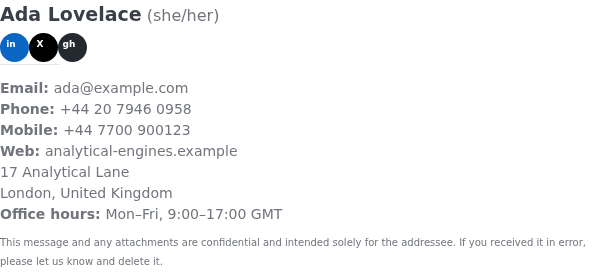 Ada Lovelace (she/her)
in X gh
Email: ada@example.com
Phone: +44 20 7946 0958
Mobile: +44 7700 900123
Web: analytical-engines.example
17 Analytical Lane
London, United Kingdom
Office hours: Mon–Fri, 9:00–17:00 GMT
This message and any attachments are confidential and intended solely for the addressee. If you received it in error,
please let us know and delete it.